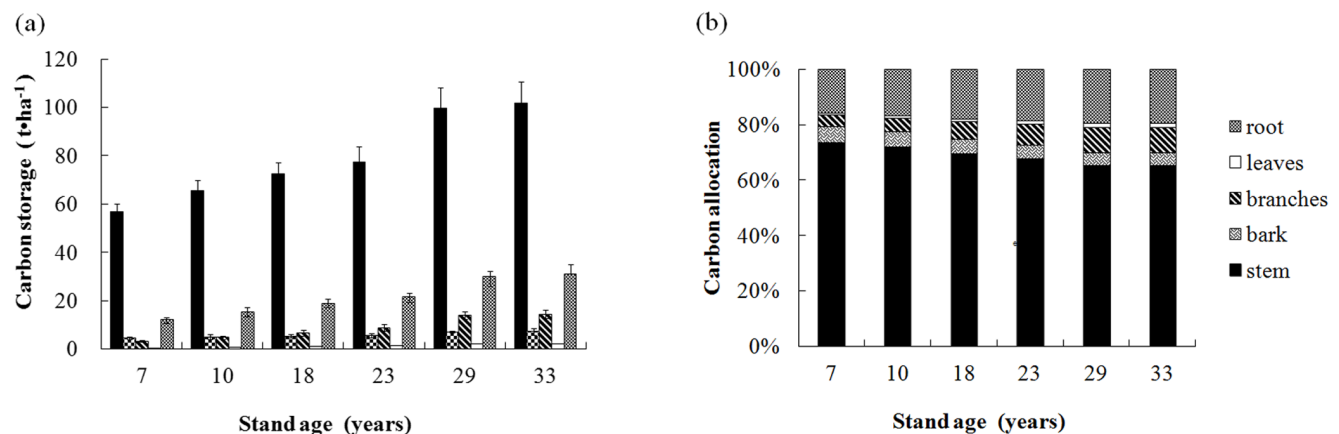 (a)
Carbon storage (t•ha⁻¹)
120
100
80
60
40
20
0
7 10 18 23 29 33
Stand age (years)
(b)
Carbon allocation
100%
80%
60%
40%
20%
0%
7 10 18 23 29 33
Stand age (years)
root
leaves
branches
bark
stem